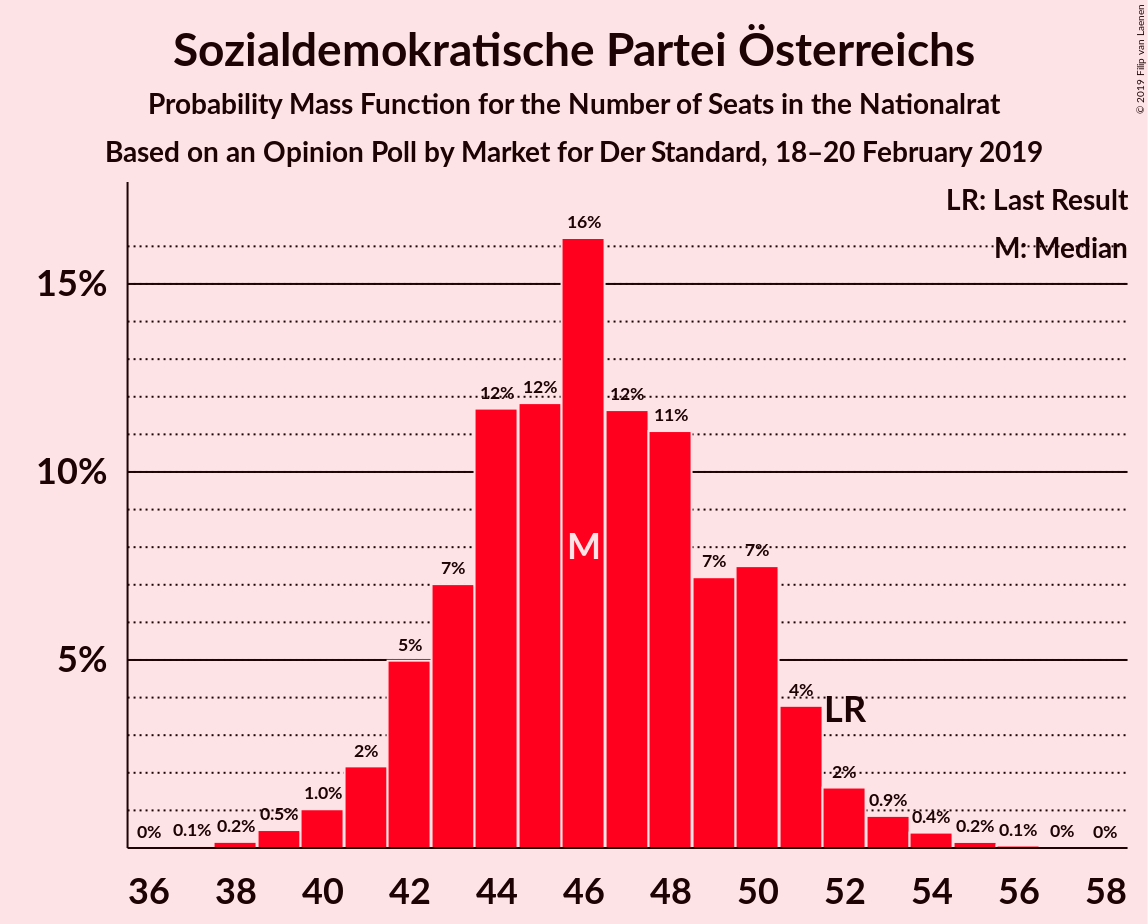 Sozialdemokratische Partei Österreichs
Probability Mass Function for the Number of Seats in the Nationalrat
Based on an Opinion Poll by Market for Der Standard, 18–20 February 2019
© 2019 Filip van Laenen
LR: Last Result
M: Median
15%
10%
5%
0%
0.1%
0.2%
0.5%
1.0%
2%
5%
7%
12%
12%
16%
12%
11%
7%
7%
4%
2%
0.9%
0.4%
0.2%
0.1%
0%
0%
M
LR
36 38 40 42 44 46 48 50 52 54 56 58